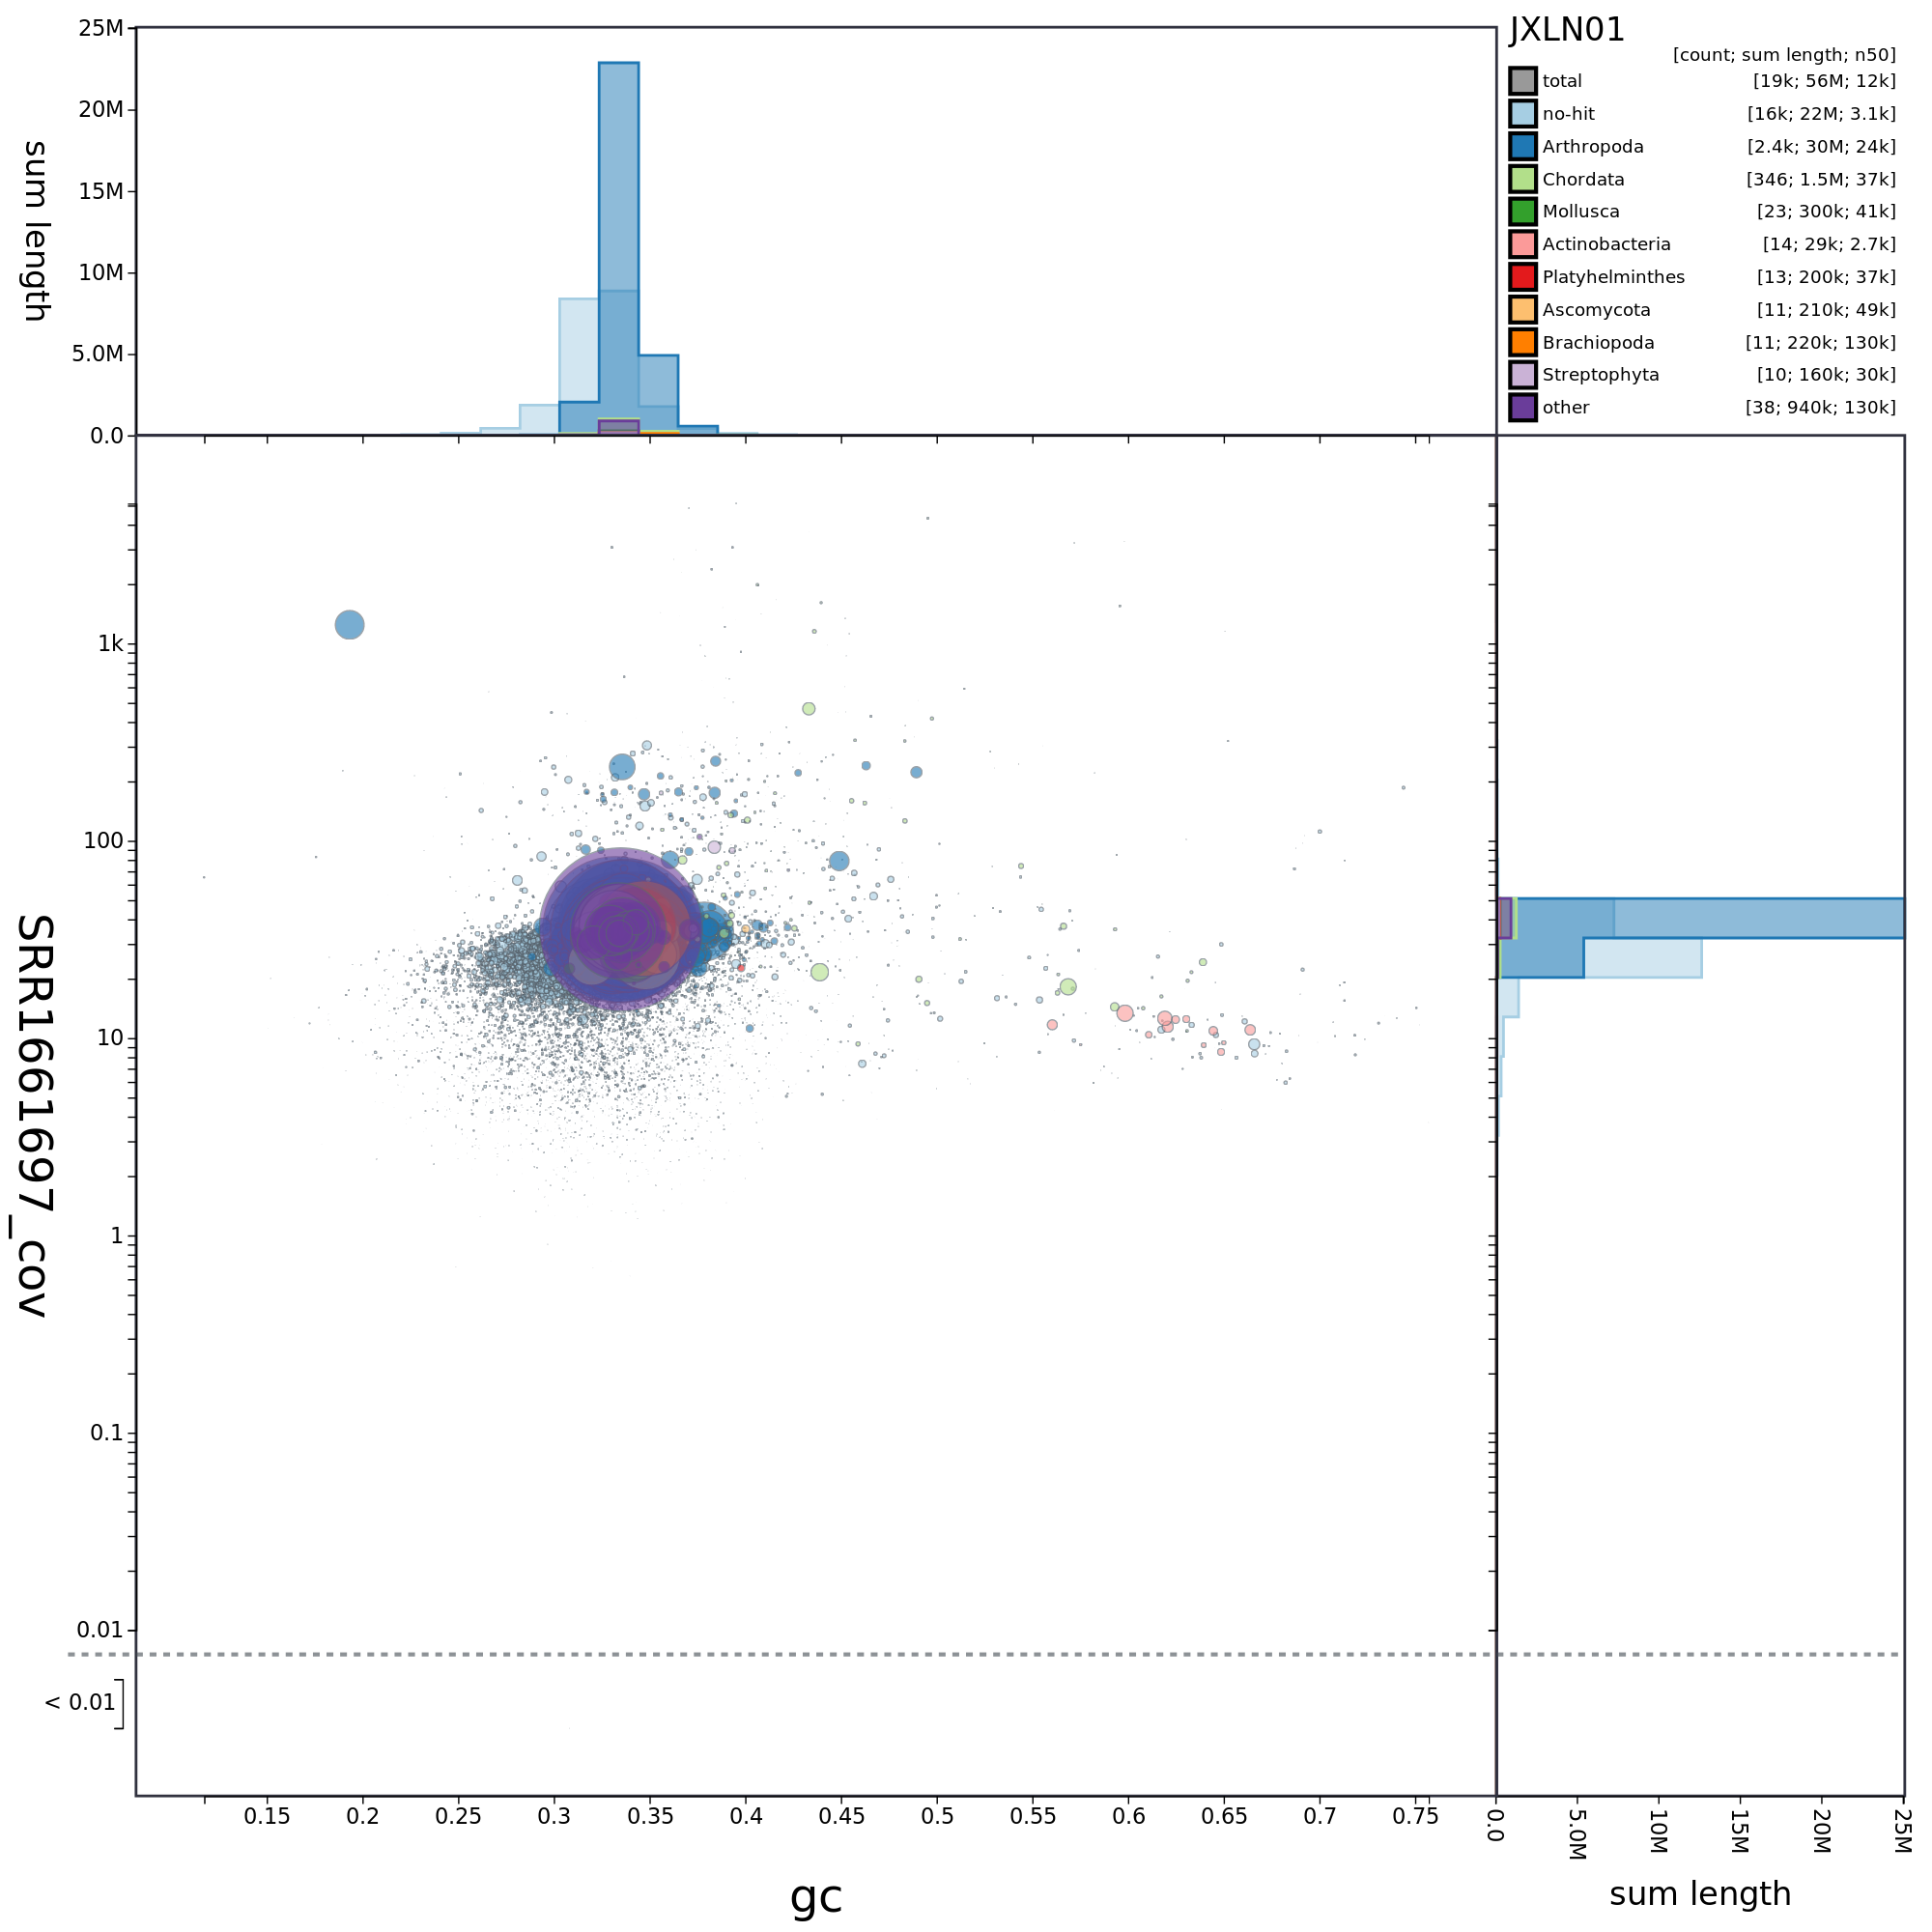 JXLN01
[count; sum length; n50]
total [19k; 56M; 12k]
no-hit [16k; 22M; 3.1k]
Arthropoda [2.4k; 30M; 24k]
Chordata [346; 1.5M; 37k]
Mollusca [23; 300k; 41k]
Actinobacteria [14; 29k; 2.7k]
Platyhelminthes [13; 200k; 37k]
Ascomycota [11; 210k; 49k]
Brachiopoda [11; 220k; 130k]
Streptophyta [10; 160k; 30k]
other [38; 940k; 130k]
25M
20M
15M
10M
5.0M
0.0
sum length
1k
100
10
1
0.1
0.01
< 0.01
SRR1661697_cov
0.15 0.2 0.25 0.3 0.35 0.4 0.45 0.5 0.55 0.6 0.65 0.7 0.75
gc
0.0 5.0M 10M 15M 20M 25M
sum length